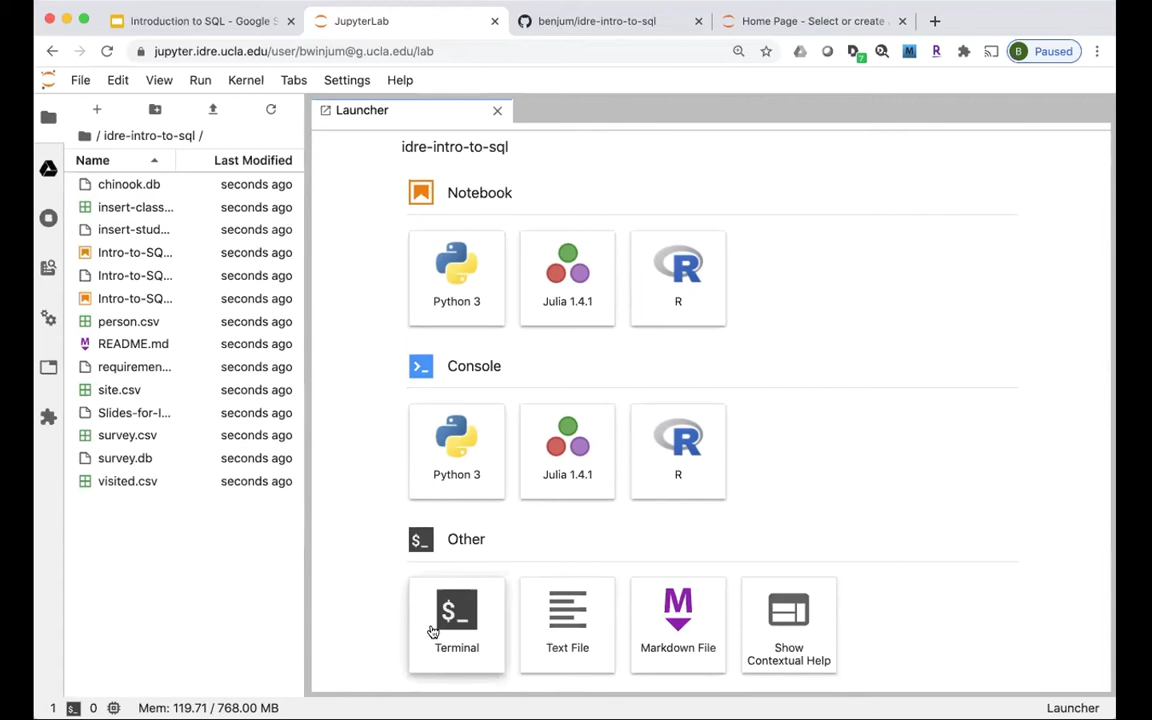 Introduction to SQL - Google S
JupyterLab
benjum/idre-intro-to-sql
Home Page - Select or create
jupyter.idre.ucla.edu/user/bwinjum@g.ucla.edu/lab
7
M
R
B
Paused
File Edit View Run Kernel Tabs Settings Help
/ idre-intro-to-sql /
Name Last Modified
chinook.db seconds ago
insert-class... seconds ago
insert-stud... seconds ago
Intro-to-SQ... seconds ago
Intro-to-SQ... seconds ago
Intro-to-SQ... seconds ago
person.csv seconds ago
README.md seconds ago
requiremen... seconds ago
site.csv seconds ago
Slides-for-I... seconds ago
survey.csv seconds ago
survey.db seconds ago
visited.csv seconds ago
Launcher
idre-intro-to-sql
Notebook
Python 3
Julia 1.4.1
R
Console
Python 3
Julia 1.4.1
R
$_ Other
$_
Terminal
Text File
M
Markdown File
Show
Contextual Help
1 $_ 0 Mem: 119.71 / 768.00 MB
Launcher